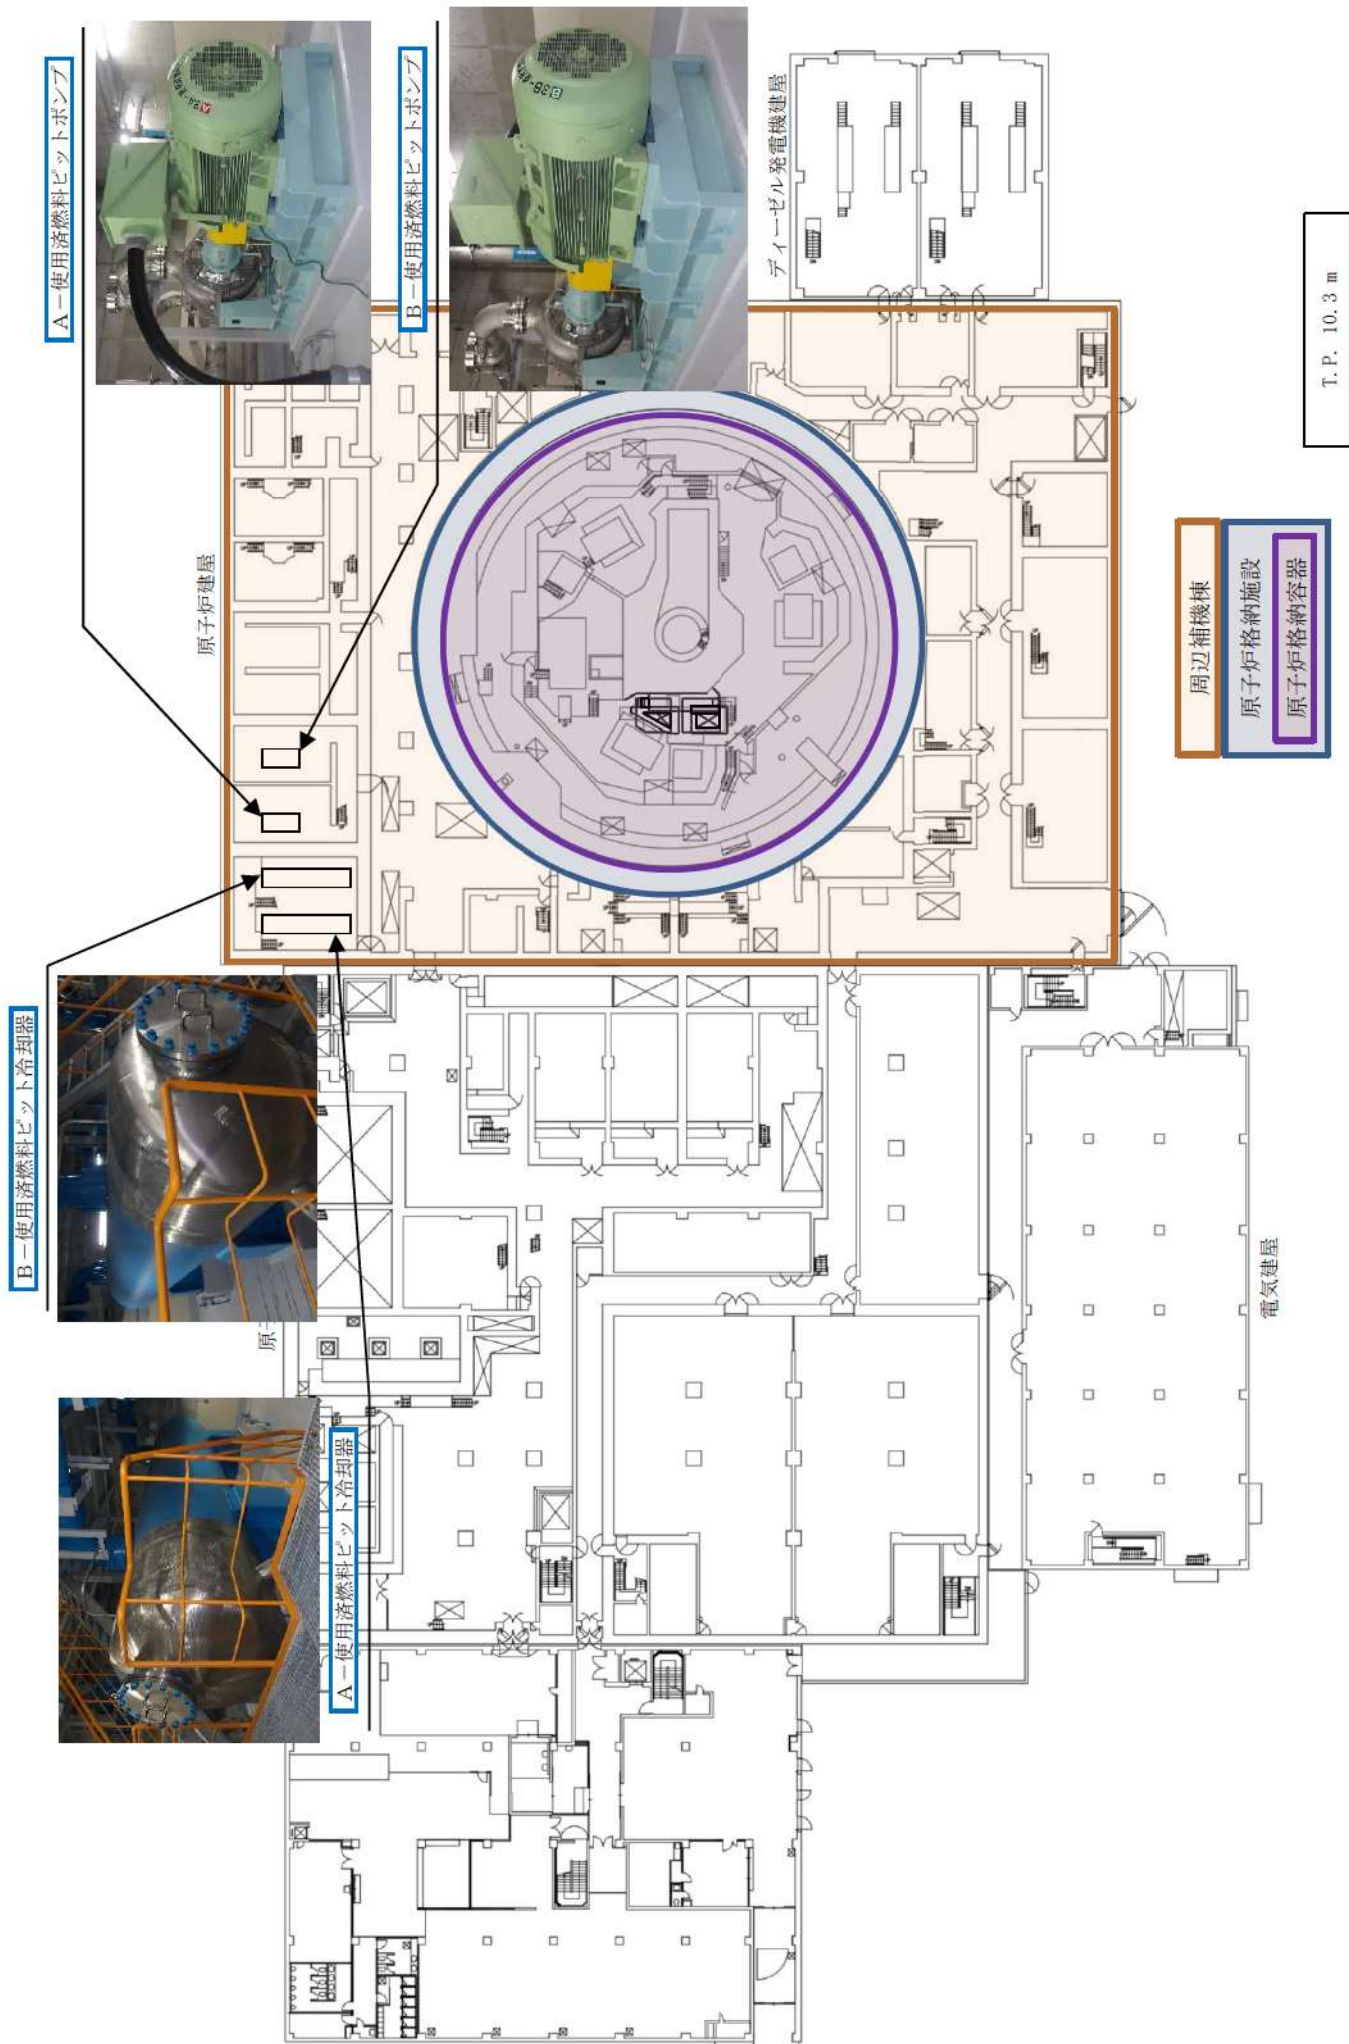 A－使用済燃料ピットポンプ
B－使用済燃料ピットポンプ
ディーゼル発電機建屋
原子炉建屋
B－使用済燃料ピット冷却器
A－使用済燃料ピット冷却器
原子
電気建屋
周辺補機棟
原子炉格納施設
原子炉格納容器
T.P. 10.3 m